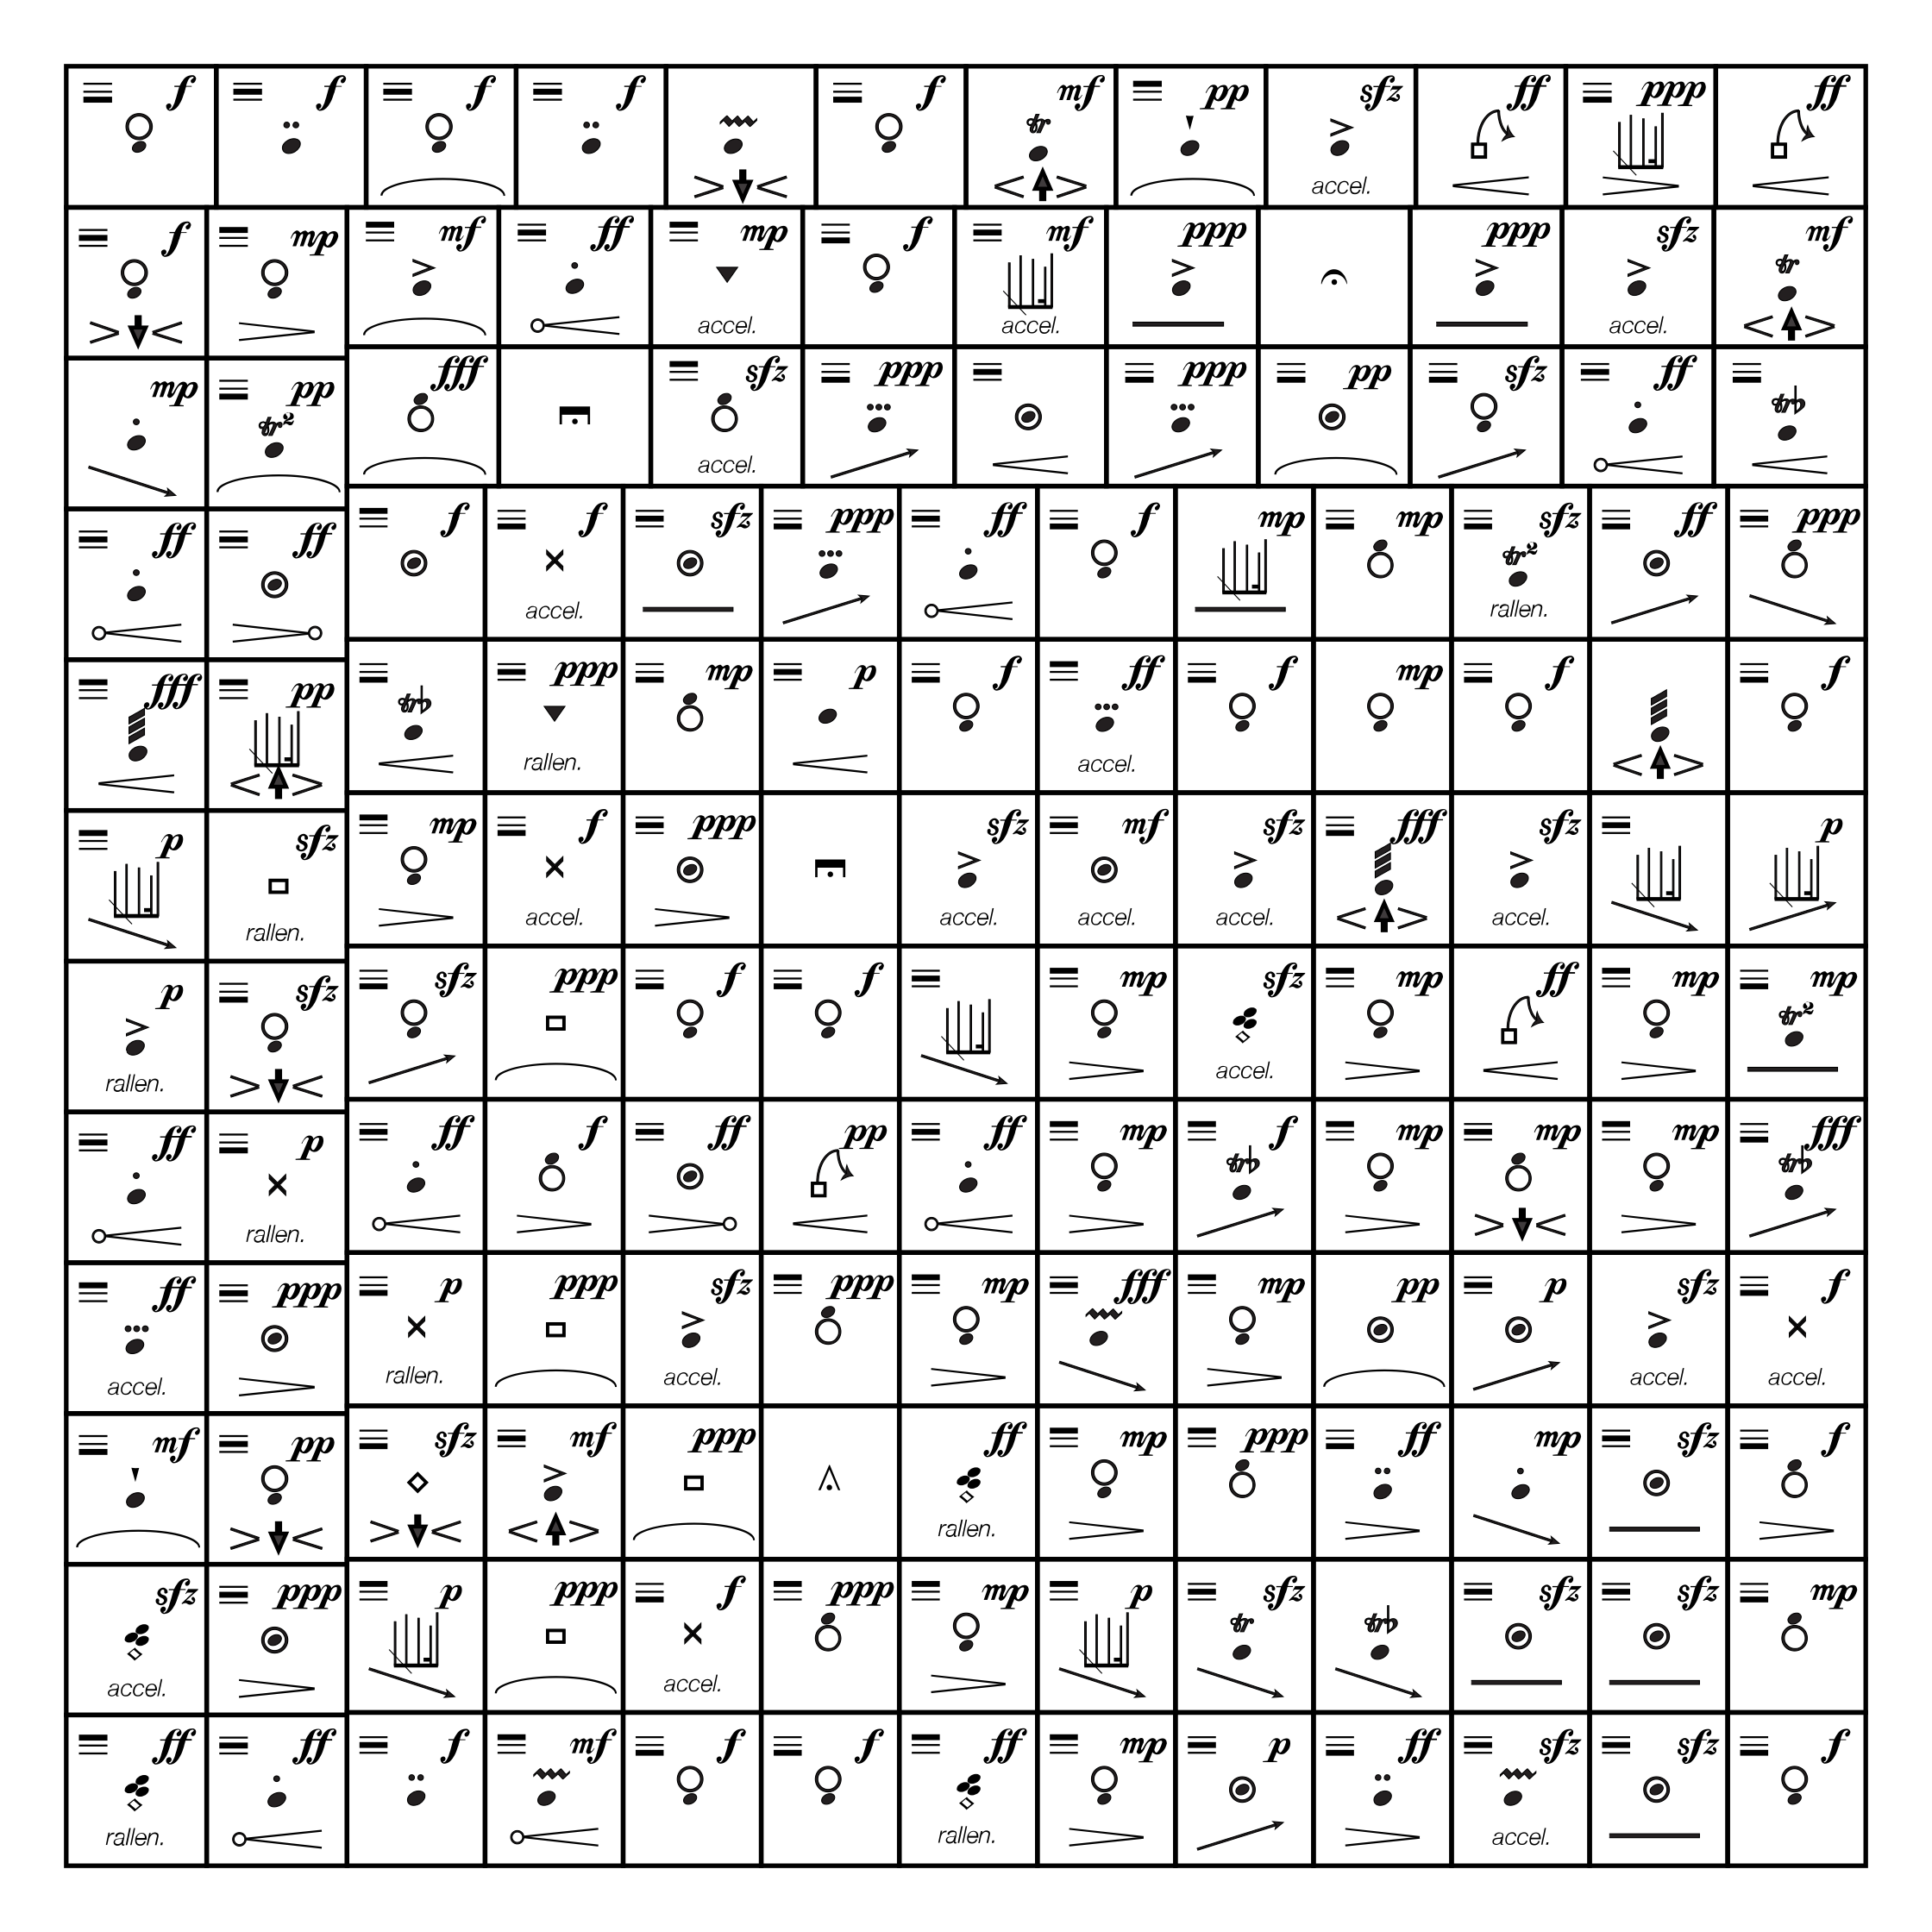 f f f f f mf pp sfz ff ppp ff
tr
accel.
f mp mf ff mp f mf ppp ppp sfz mf
tr
accel. accel. accel.
mp pp fff sfz ppp ppp pp sfz ff
tr2 tr♭
accel.
ff ff f f sfz ppp ff f mp mp sfz ff ppp
tr2
accel. rallen.
fff pp ppp mp p f ff f mp f f
tr♭
rallen. accel.
p sfz mp f ppp sfz mf sfz fff sfz p
rallen. accel. accel. accel. accel. accel.
p sfz sfz ppp f f mp sfz mp ff mp mp
tr2
rallen. accel.
ff p ff f ff pp ff mp f mp mp mp fff
tr♭ tr♭
rallen.
ff ppp p ppp sfz ppp mp fff mp pp p sfz f
accel. rallen. accel. accel. accel.
mf pp sfz mf ppp ff mp ppp ff mp sfz f
rallen.
sfz ppp p ppp f ppp mp p sfz sfz sfz mp
tr tr♭
accel. accel.
ff ff f mf f f ff mp p ff sfz sfz f
rallen. rallen. accel.